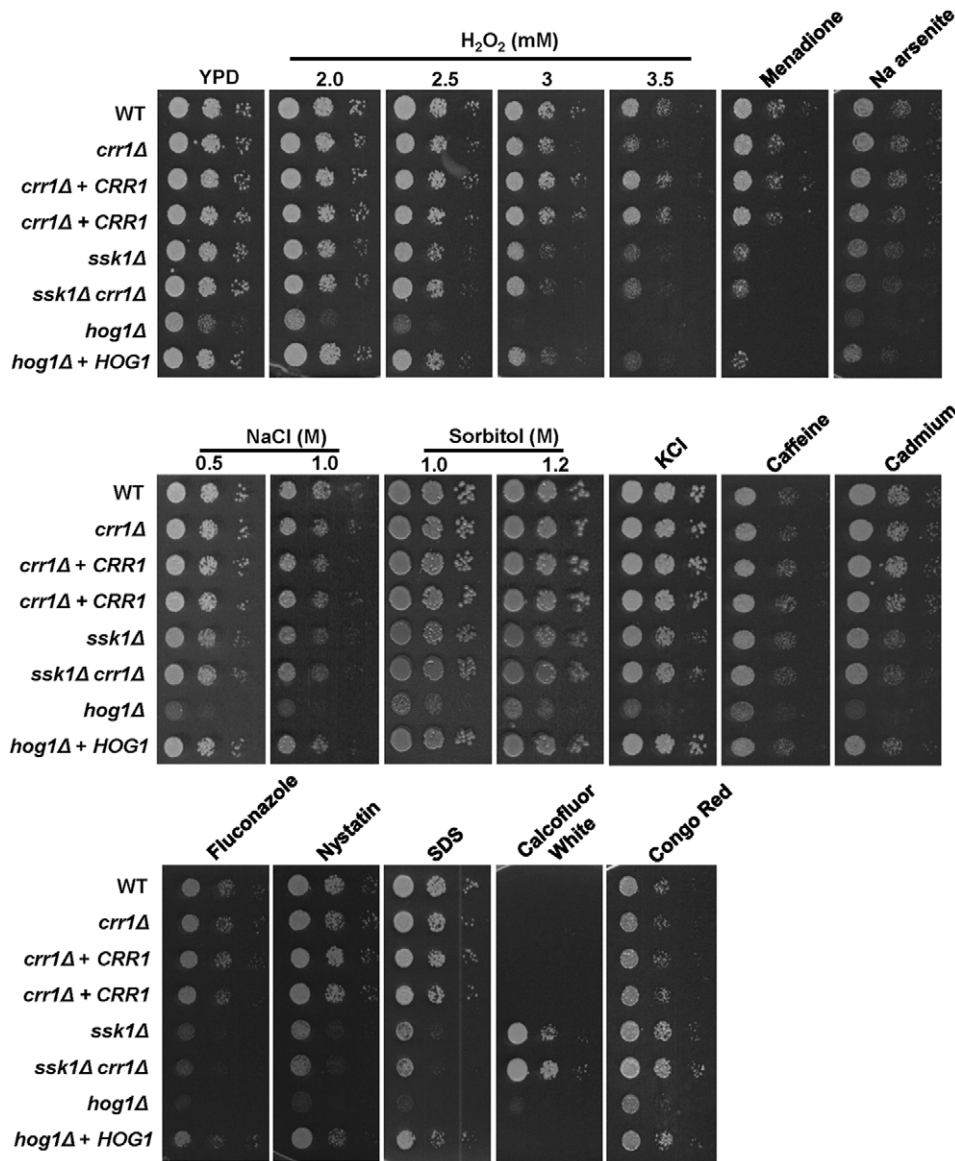 H₂O₂ (mM)
YPD 2.0 2.5 3 3.5 Menadione Na arsenite
WT
crr1Δ
crr1Δ + CRR1
crr1Δ + CRR1
ssk1Δ
ssk1Δ crr1Δ
hog1Δ
hog1Δ + HOG1
NaCl (M) Sorbitol (M) KCl Caffeine Cadmium
0.5 1.0 1.0 1.2
WT
crr1Δ
crr1Δ + CRR1
crr1Δ + CRR1
ssk1Δ
ssk1Δ crr1Δ
hog1Δ
hog1Δ + HOG1
Fluconazole Nystatin SDS Calcofluor White Congo Red
WT
crr1Δ
crr1Δ + CRR1
crr1Δ + CRR1
ssk1Δ
ssk1Δ crr1Δ
hog1Δ
hog1Δ + HOG1